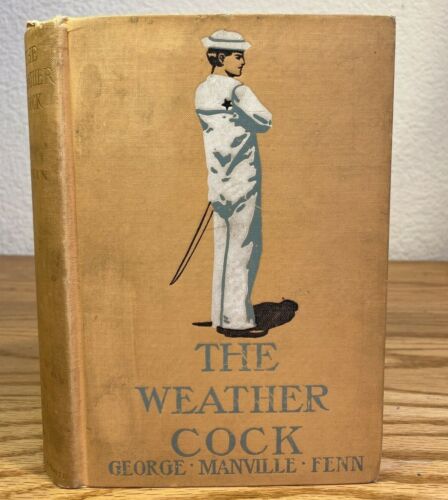 THE
WEATHER
COCK
GEORGE · MANVILLE · FENN